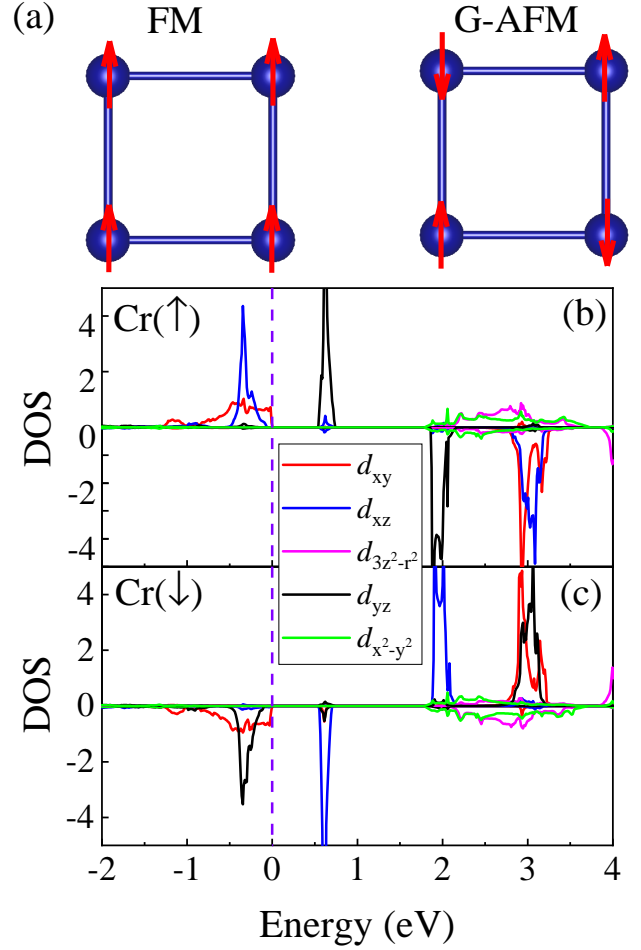 (a) FM G-AFM
Cr(↑) (b)
4
2
0
-2
-4
DOS
d_xy
d_xz
d_3z²-r²
d_yz
d_x²-y²
Cr(↓) (c)
4
2
0
-2
-4
DOS
-2 -1 0 1 2 3 4
Energy (eV)